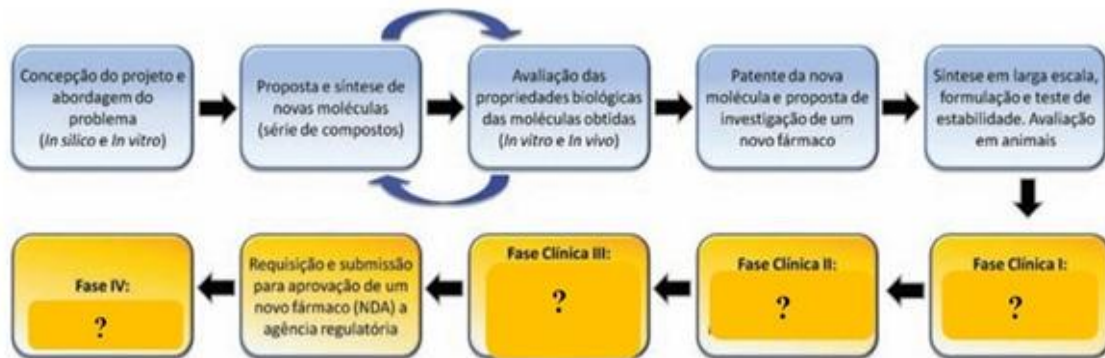 Concepção do projeto e
abordagem do
problema
(In silico e In vitro)
Proposta e síntese de
novas moléculas
(série de compostos)
Avaliação das
propriedades biológicas
das moléculas obtidas
(In vitro e In vivo)
Patente da nova
molécula e proposta de
investigação de um
novo fármaco
Síntese em larga escala,
formulação e teste de
estabilidade. Avaliação
em animais
Fase Clínica I:
?
Fase Clínica II:
?
Fase Clínica III:
?
Requisição e submissão
para aprovação de um
novo fármaco (NDA) a
agência regulatória
Fase IV:
?